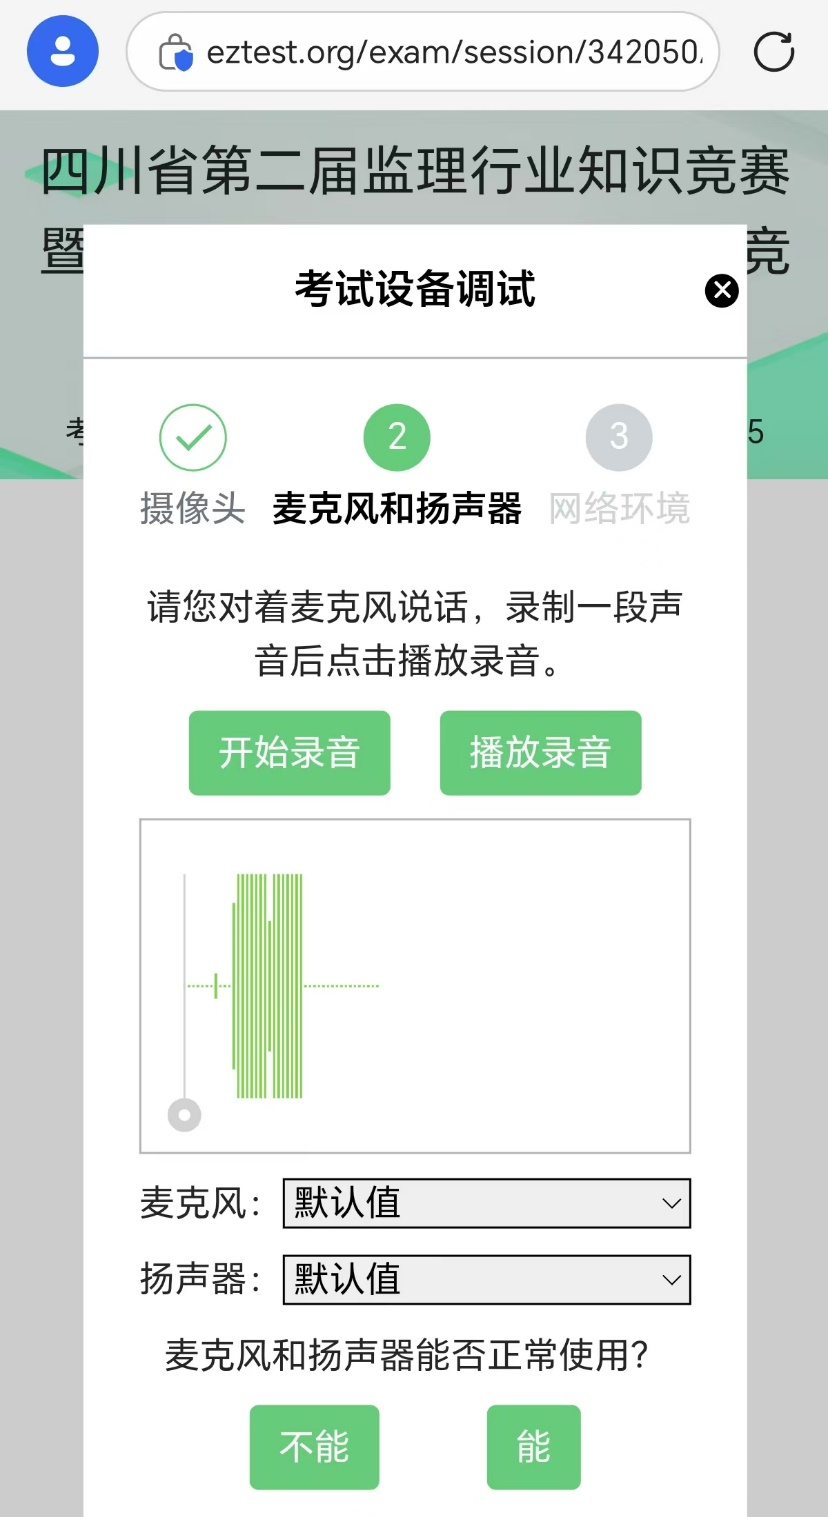 eztest.org/exam/session/342050
四川省第二届监理行业知识竞赛
暨
竞
考试设备调试
考
5
2
3
摄像头
麦克风和扬声器
网络环境
请您对着麦克风说话，录制一段声
音后点击播放录音。
开始录音
播放录音
麦克风：
默认值
扬声器：
默认值
麦克风和扬声器能否正常使用？
不能
能